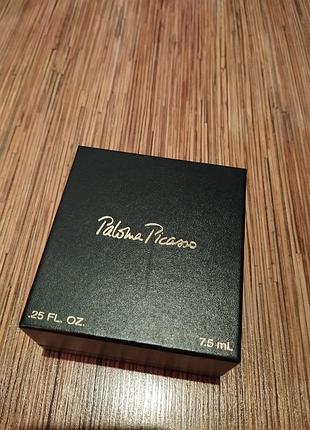 Paloma Picasso
.25 FL. OZ.
7.5 mL